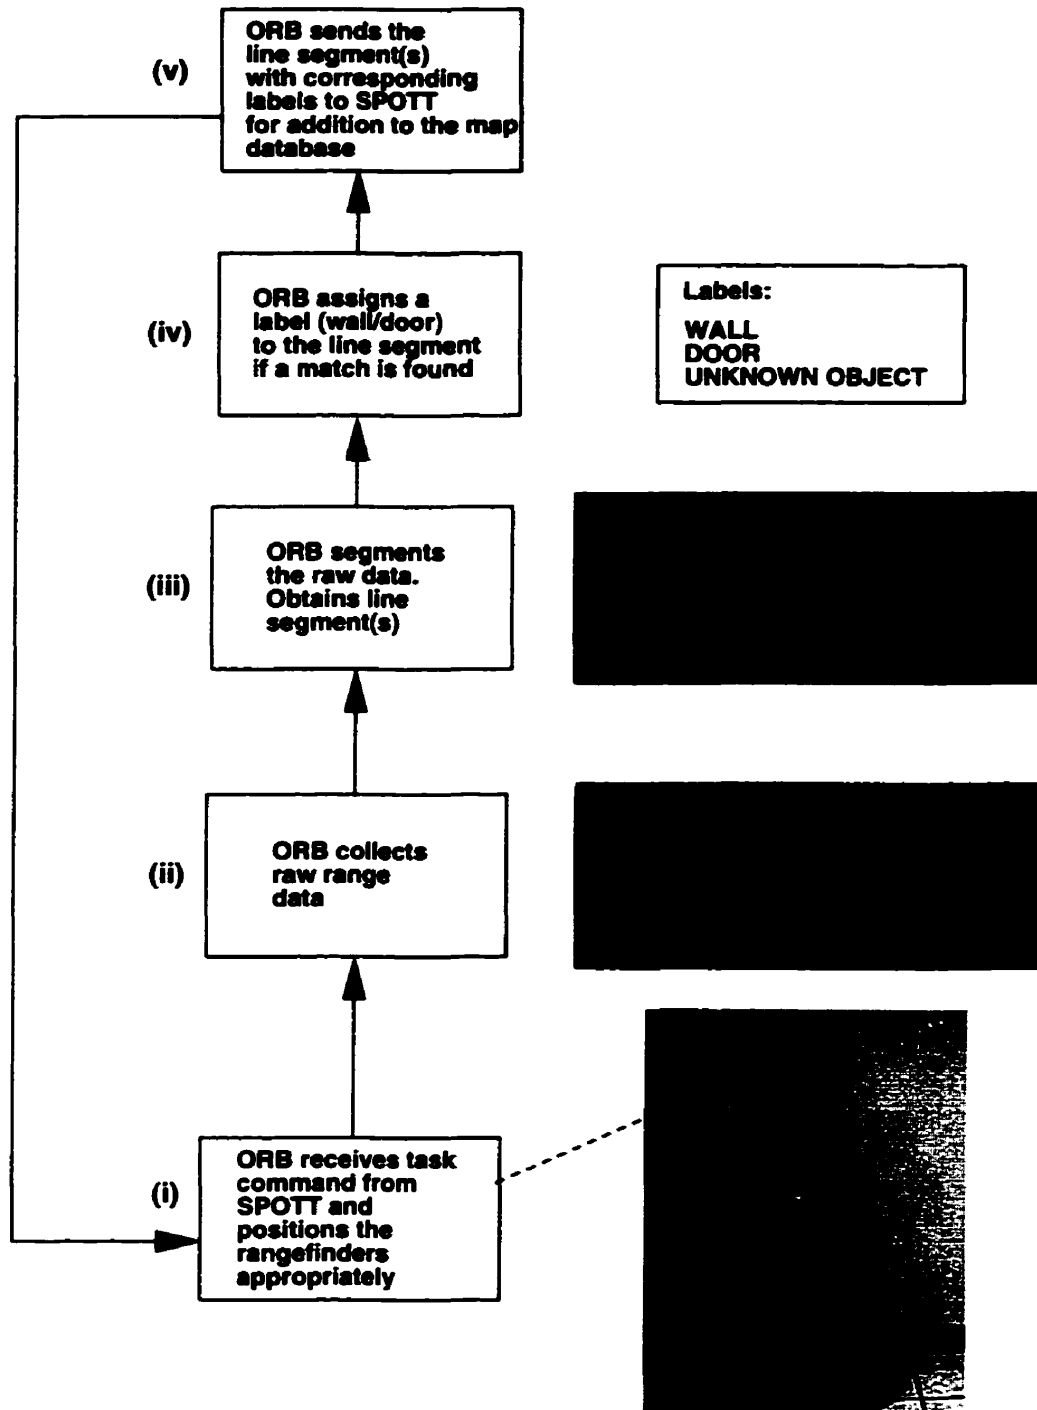 (v)
ORB sends the
line segment(s)
with corresponding
labels to SPOTT
for addition to the map
database
(iv)
ORB assigns a
label (wall/door)
to the line segment
if a match is found
Labels:
WALL
DOOR
UNKNOWN OBJECT
(iii)
ORB segments
the raw data.
Obtains line
segment(s)
(ii)
ORB collects
raw range
data
(i)
ORB receives task
command from
SPOTT and
positions the
rangefinders
appropriately